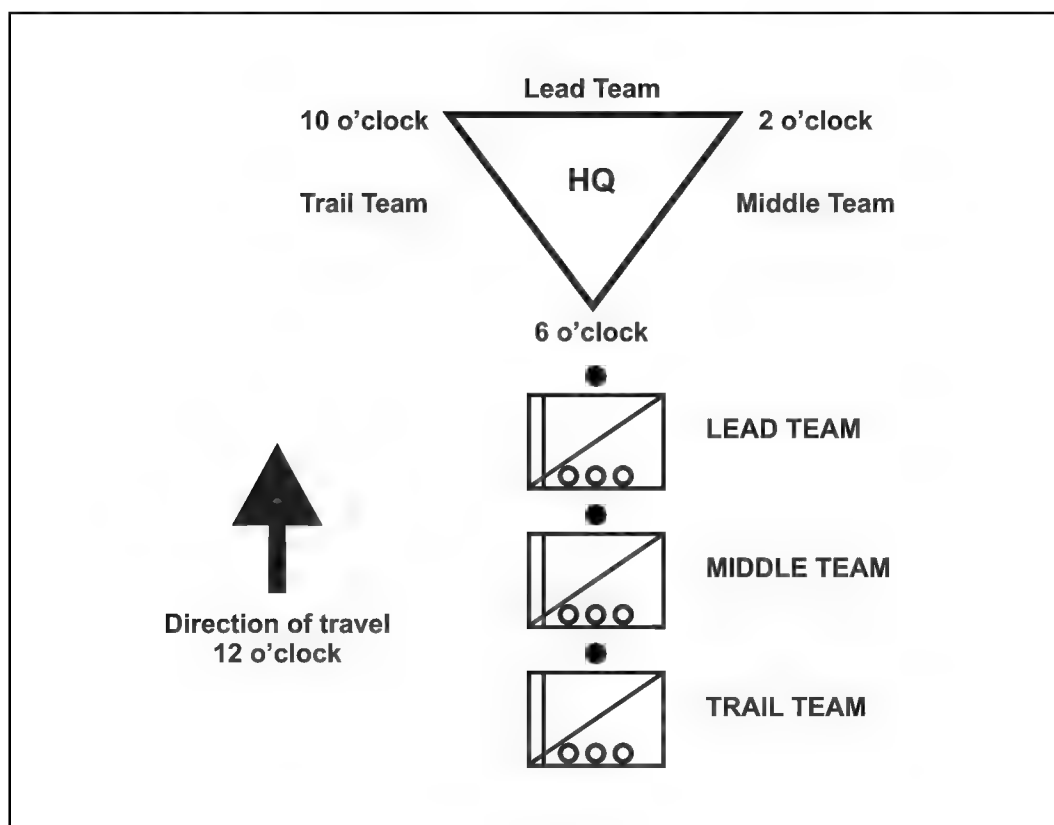 Lead Team
10 o'clock
2 o'clock
HQ
Trail Team
Middle Team
6 o'clock
LEAD TEAM
MIDDLE TEAM
Direction of travel
12 o'clock
TRAIL TEAM